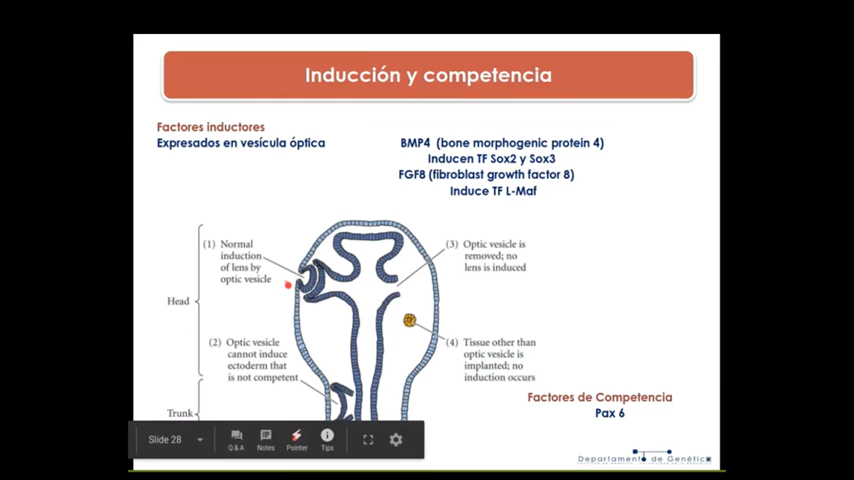 Inducción y competencia
Factores inductores
Expresados en vesícula óptica
BMP4 (bone morphogenic protein 4)
Inducen TF Sox2 y Sox3
FGF8 (fibroblast growth factor 8)
Induce TF L-Maf
(1) Normal
induction
of lens by
optic vesicle
(3) Optic vesicle is
removed; no
lens is induced
Head
(2) Optic vesicle
cannot induce
ectoderm that
is not competent
(4) Tissue other than
optic vesicle is
implanted; no
induction occurs
Factores de Competencia
Pax 6
Trunk
Slide 28
Q & A
Notes
Pointer
Tips
Departamento de Genética